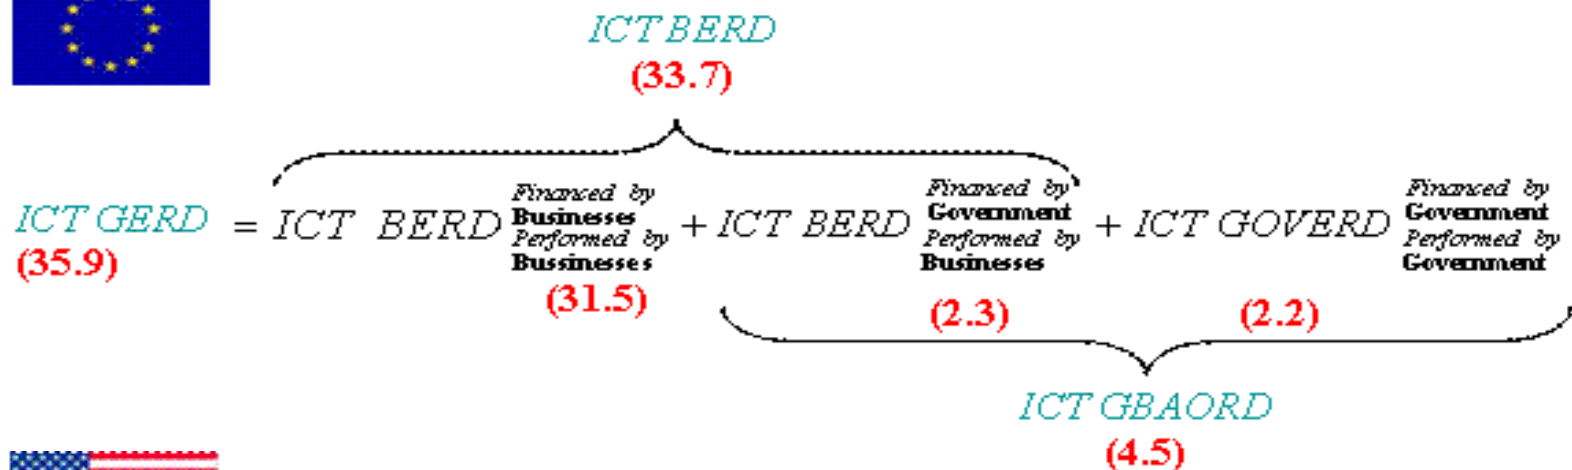 ICT BERD
(33.7)
ICT GERD = ICT BERD Financed by Businesses Performed by Bussinesses + ICT BERD Financed by Government Performed by Businesses + ICT GOVERD Financed by Government Performed by Government
(35.9)
(31.5) (2.3) (2.2)
ICT GBAORD
(4.5)